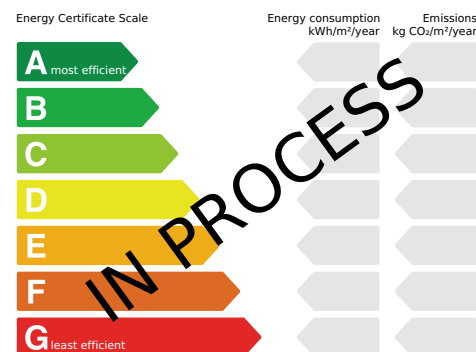 Energy Certificate Scale
Energy consumption
kWh/m²/year
Emissions
kg CO₂/m²/year
A most efficient
B
C
D
E
F
G least efficient
IN PROCESS